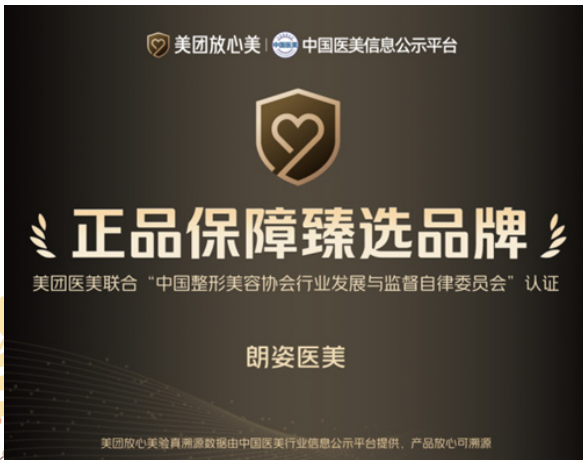 美团放心美 | 中国医美 中国医美信息公示平台
正品保障臻选品牌
美团医美联合“中国整形美容协会行业发展与监督自律委员会”认证
朗姿医美
美团放心美验真溯源数据由中国医美行业信息公示平台提供，产品放心可溯源